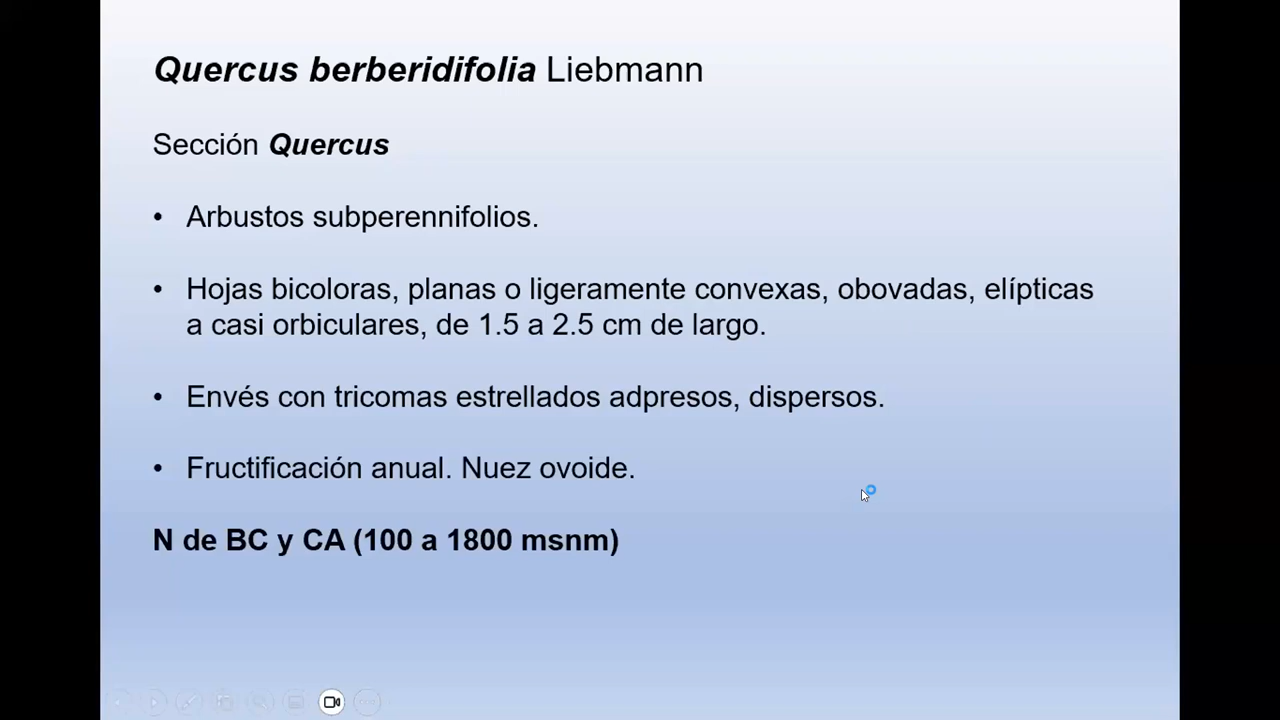 Quercus berberidifolia Liebmann
Sección Quercus
• Arbustos subperennifolios.
• Hojas bicoloras, planas o ligeramente convexas, obovadas, elípticas
a casi orbiculares, de 1.5 a 2.5 cm de largo.
• Envés con tricomas estrellados adpresos, dispersos.
• Fructificación anual. Nuez ovoide.
N de BC y CA (100 a 1800 msnm)